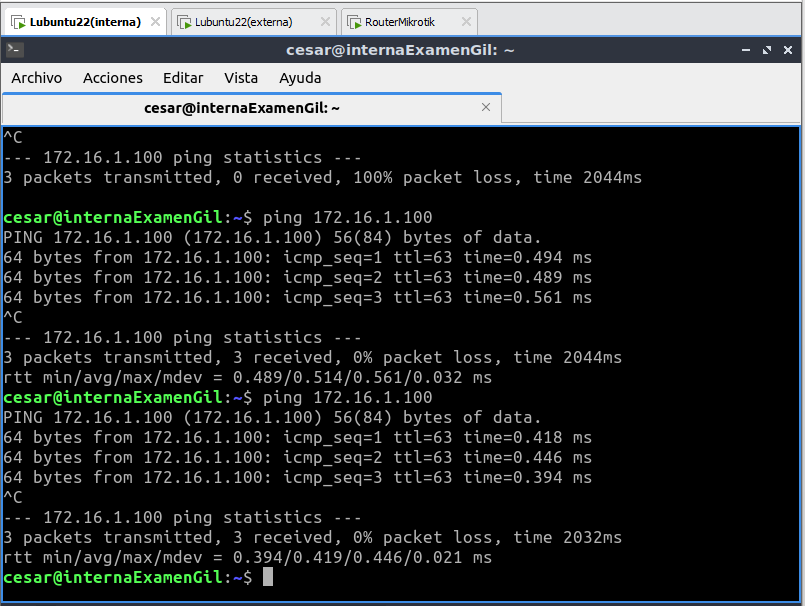 Lubuntu22(interna)
Lubuntu22(externa)
RouterMikrotik
cesar@internaExamenGil: ~
Archivo Acciones Editar Vista Ayuda
cesar@internaExamenGil: ~
^C
--- 172.16.1.100 ping statistics ---
3 packets transmitted, 0 received, 100% packet loss, time 2044ms
cesar@internaExamenGil:~$ ping 172.16.1.100
PING 172.16.1.100 (172.16.1.100) 56(84) bytes of data.
64 bytes from 172.16.1.100: icmp_seq=1 ttl=63 time=0.494 ms
64 bytes from 172.16.1.100: icmp_seq=2 ttl=63 time=0.489 ms
64 bytes from 172.16.1.100: icmp_seq=3 ttl=63 time=0.561 ms
^C
--- 172.16.1.100 ping statistics ---
3 packets transmitted, 3 received, 0% packet loss, time 2044ms
rtt min/avg/max/mdev = 0.489/0.514/0.561/0.032 ms
cesar@internaExamenGil:~$ ping 172.16.1.100
PING 172.16.1.100 (172.16.1.100) 56(84) bytes of data.
64 bytes from 172.16.1.100: icmp_seq=1 ttl=63 time=0.418 ms
64 bytes from 172.16.1.100: icmp_seq=2 ttl=63 time=0.446 ms
64 bytes from 172.16.1.100: icmp_seq=3 ttl=63 time=0.394 ms
^C
--- 172.16.1.100 ping statistics ---
3 packets transmitted, 3 received, 0% packet loss, time 2032ms
rtt min/avg/max/mdev = 0.394/0.419/0.446/0.021 ms
cesar@internaExamenGil:~$